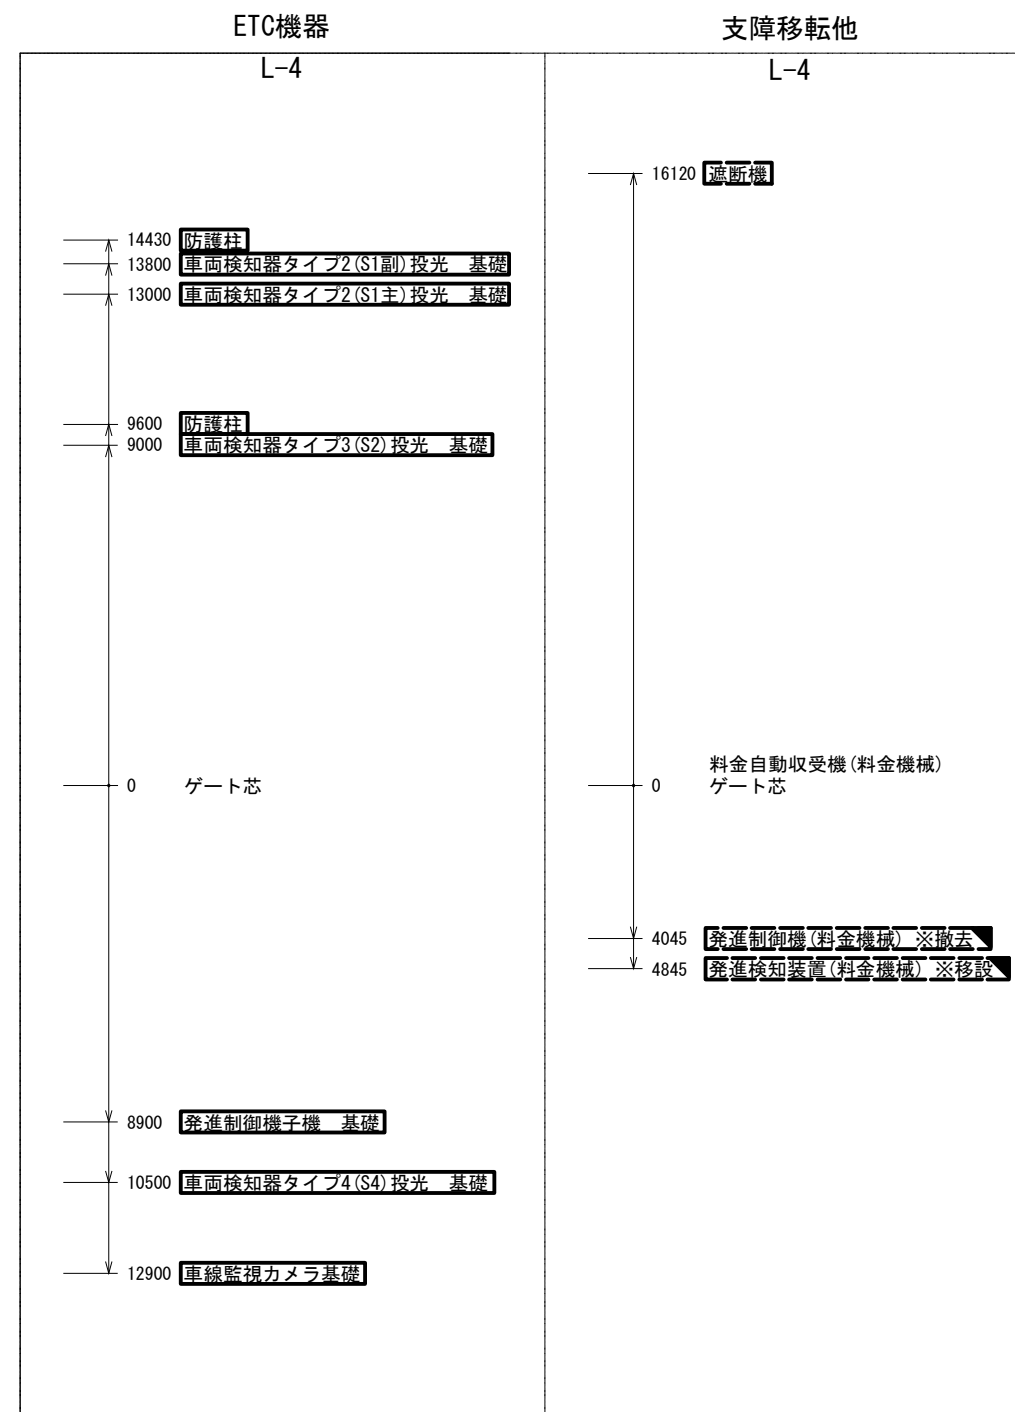 ETC機器
L-4
14430 防護柱
13800 車両検知器タイプ2(S1副)投光　基礎
13000 車両検知器タイプ2(S1主)投光　基礎
9600 防護柱
9000 車両検知器タイプ3(S2)投光　基礎
0 ゲート芯
8900 発進制御機子機　基礎
10500 車両検知器タイプ4(S4)投光　基礎
12900 車線監視カメラ基礎
支障移転他
L-4
16120 遮断機
料金自動収受機(料金機械)
0 ゲート芯
4045 発進制御機(料金機械) ※撤去
4845 発進検知装置(料金機械) ※移設